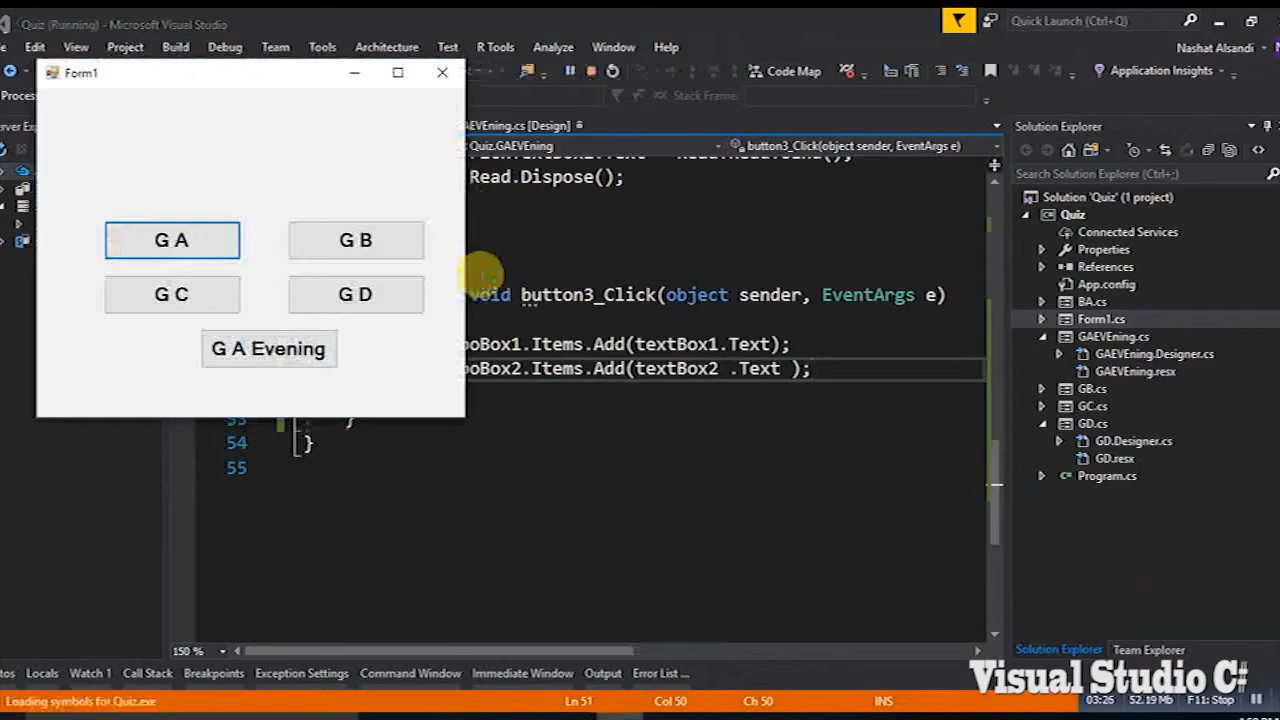 Quiz (Running) - Microsoft Visual Studio
Quick Launch (Ctrl+Q)
Edit View Project Build Debug Team Tools Architecture Test R Tools Analyze Window Help
Nashat Alsandi
Form1
Code Map
Application Insights
Stack Frame:
GAEVEning.cs [Design]
Solution Explorer
Quiz.GAEVEning
button3_Click(object sender, EventArgs e)
Search Solution Explorer (Ctrl+;)
Read.Dispose();
Solution 'Quiz' (1 project)
Quiz
Connected Services
Properties
References
App.config
BA.cs
Form1.cs
GAEVEning.cs
GAEVEning.Designer.cs
GAEVEning.resx
GB.cs
GC.cs
GD.cs
GD.Designer.cs
GD.resx
Program.cs
G A
G B
G C
G D
G A Evening
void button3_Click(object sender, EventArgs e)
boBox1.Items.Add(textBox1.Text);
boBox2.Items.Add(textBox2 .Text );
53 }
54 }
55
150 %
Solution Explorer Team Explorer
Locals Watch 1 Call Stack Breakpoints Exception Settings Command Window Immediate Window Output Error List ...
Visual Studio C#
Loading symbols for Quiz.exe
Ln 51 Col 50 Ch 50 INS
03:26 52.19 Mb F11: Stop